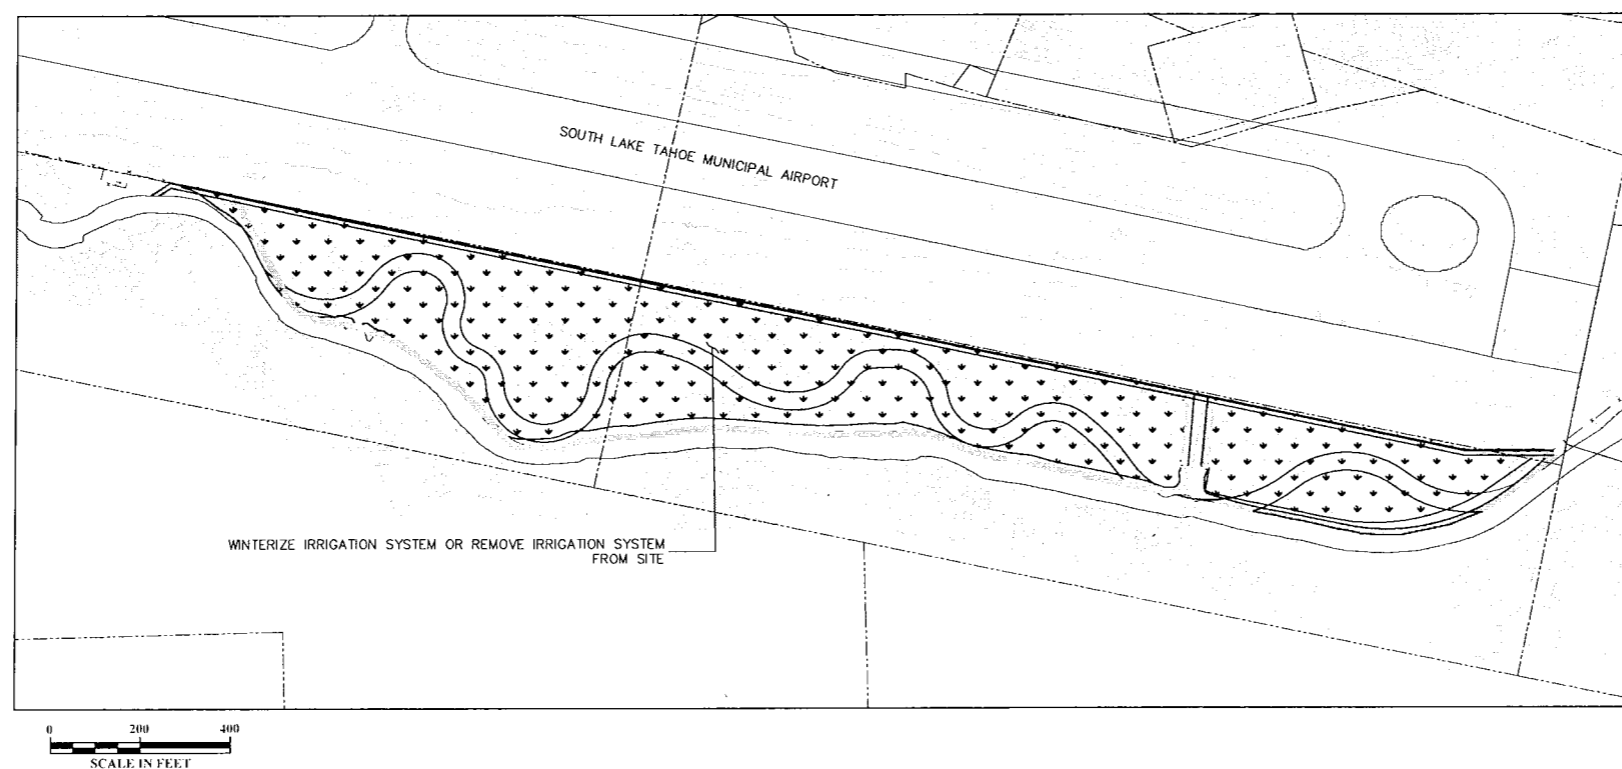 SOUTH LAKE TAHOE MUNICIPAL AIRPORT
WINTERIZE IRRIGATION SYSTEM OR REMOVE IRRIGATION SYSTEM
FROM SITE
0 200 400
SCALE IN FEET